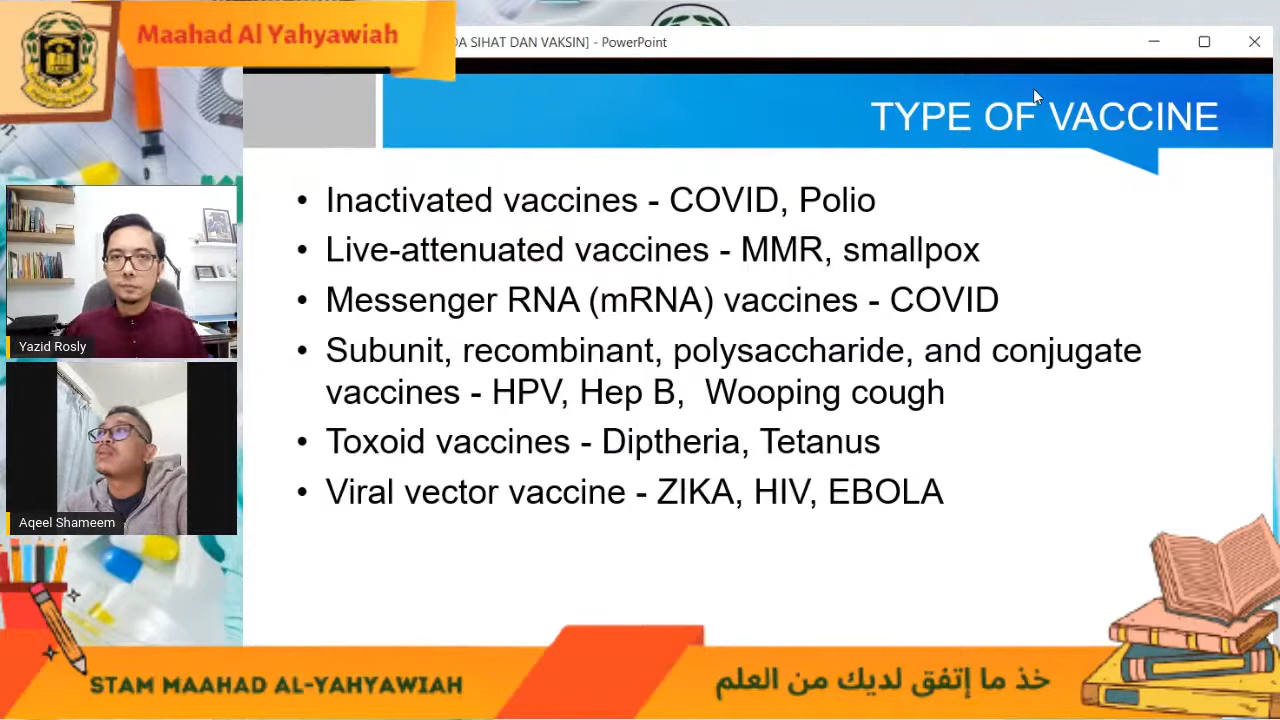 Maahad Al Yahyawiah
DA SIHAT DAN VAKSIN] - PowerPoint
TYPE OF VACCINE
• Inactivated vaccines - COVID, Polio
• Live-attenuated vaccines - MMR, smallpox
• Messenger RNA (mRNA) vaccines - COVID
• Subunit, recombinant, polysaccharide, and conjugate
vaccines - HPV, Hep B, Wooping cough
• Toxoid vaccines - Diptheria, Tetanus
• Viral vector vaccine - ZIKA, HIV, EBOLA
Yazid Rosly
Aqeel Shameem
STAM MAAHAD AL-YAHYAWIAH
خذ ما إتفق لديك من العلم